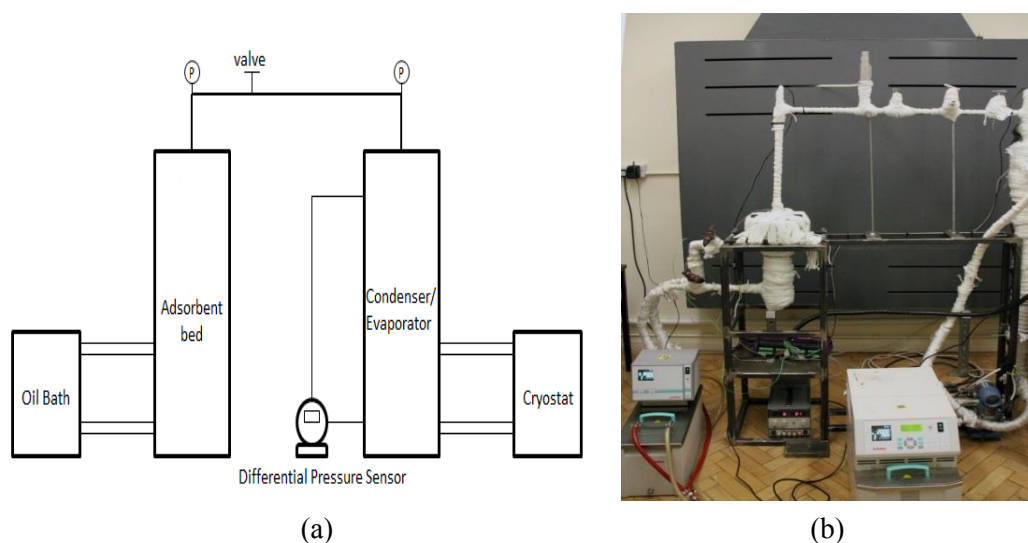 valve
P
P
Adsorbent
bed
Condenser/
Evaporator
Oil Bath
Cryostat
Differential Pressure Sensor
(a)
(b)